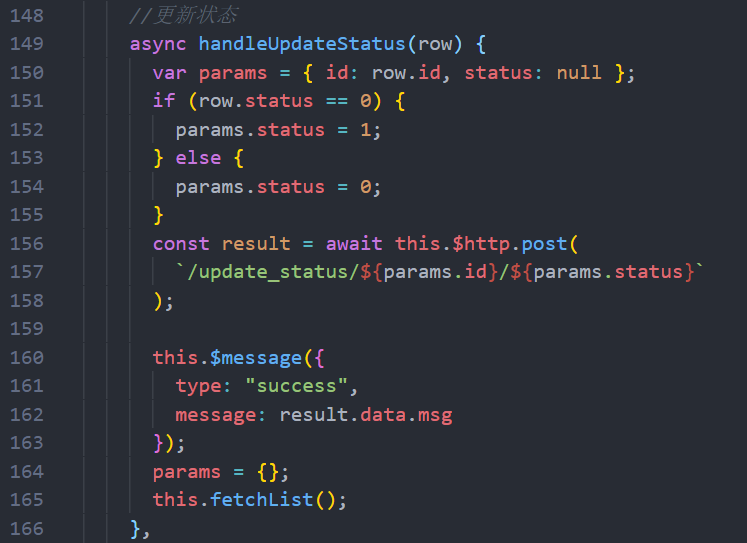 148 //更新状态
149 async handleUpdateStatus(row) {
150 var params = { id: row.id, status: null };
151 if (row.status == 0) {
152 params.status = 1;
153 } else {
154 params.status = 0;
155 }
156 const result = await this.$http.post(
157 `/update_status/${params.id}/${params.status}`
158 );
159
160 this.$message({
161 type: "success",
162 message: result.data.msg
163 });
164 params = {};
165 this.fetchList();
166 },